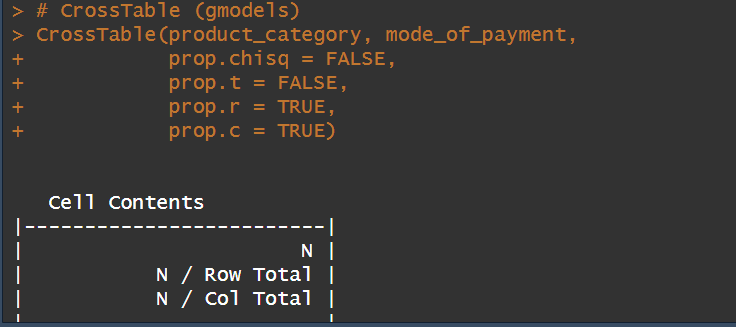 > # CrossTable (gmodels)
> CrossTable(product_category, mode_of_payment,
+            prop.chisq = FALSE,
+            prop.t = FALSE,
+            prop.r = TRUE,
+            prop.c = TRUE)
   Cell Contents
|-------------------------|
|                       N |
|           N / Row Total |
|           N / Col Total |